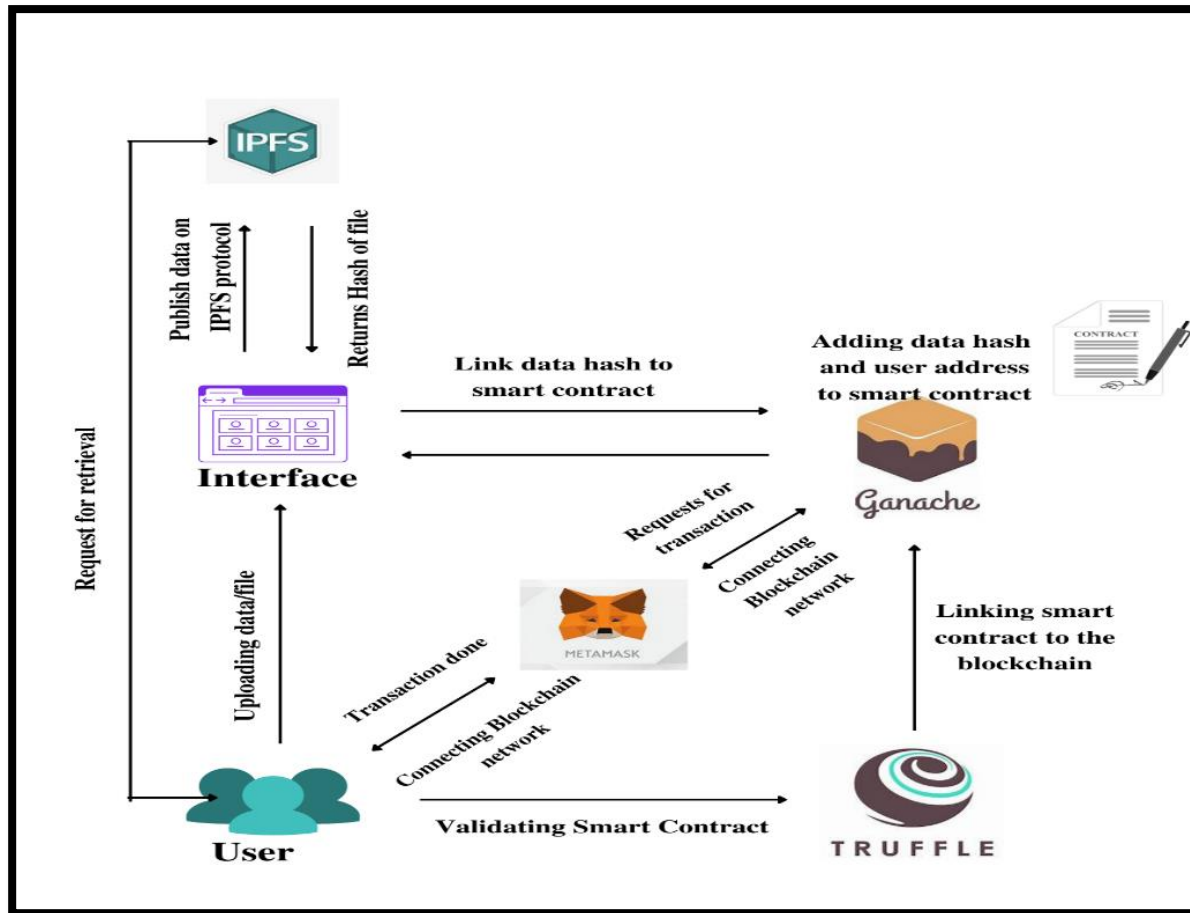 IPFS
Publish data on
IPFS protocol
Returns Hash of file
Request for retrieval
Link data hash to
smart contract
Adding data hash
and user address
to smart contract
CONTRACT
Interface
Ganache
Requests for
transaction
Connecting
Blockchain
network
Uploading data/file
METAMASK
Linking smart
contract to the
blockchain
Transaction done
Connecting Blockchain
network
Validating Smart Contract
User
TRUFFLE